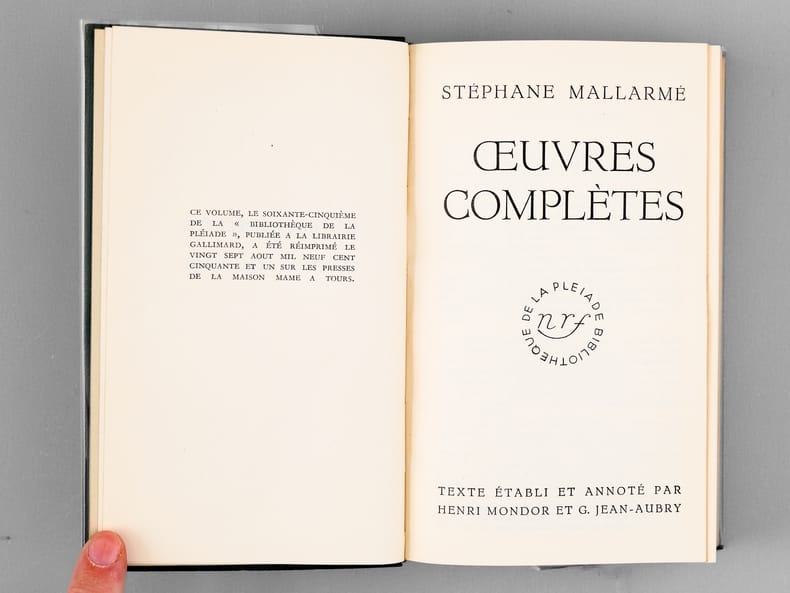 CE VOLUME, LE SOIXANTE-CINQUIÈME
DE LA « BIBLIOTHÈQUE DE LA
PLÉIADE », PUBLIÉE A LA LIBRAIRIE
GALLIMARD, A ÉTÉ RÉIMPRIMÉ LE
VINGT SEPT AOUT MIL NEUF CENT
CINQUANTE ET UN SUR LES PRESSES
DE LA MAISON MAME A TOURS.
STÉPHANE MALLARMÉ
ŒUVRES
COMPLÈTES
BIBLIOTHÈQUE DE LA PLEIADE
nrf
TEXTE ÉTABLI ET ANNOTÉ PAR
HENRI MONDOR ET G. JEAN-AUBRY